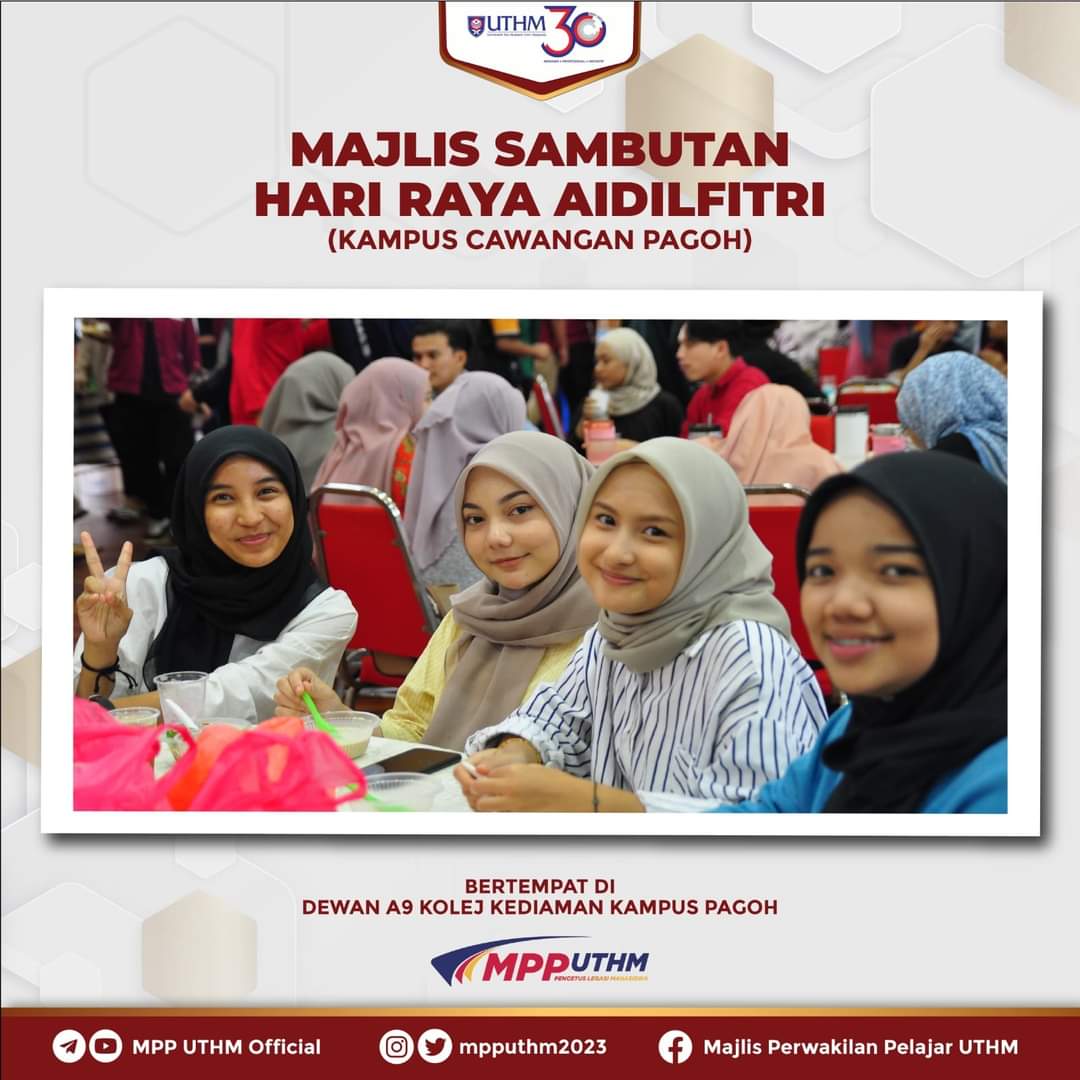 UTHM
30
MAJLIS SAMBUTAN
HARI RAYA AIDILFITRI
(KAMPUS CAWANGAN PAGOH)
BERTEMPAT DI
DEWAN A9 KOLEJ KEDIAMAN KAMPUS PAGOH
MPPUTHM
PENCETUS LEGASI MAHASISWA
MPP UTHM Official
mpputhm2023
Majlis Perwakilan Pelajar UTHM